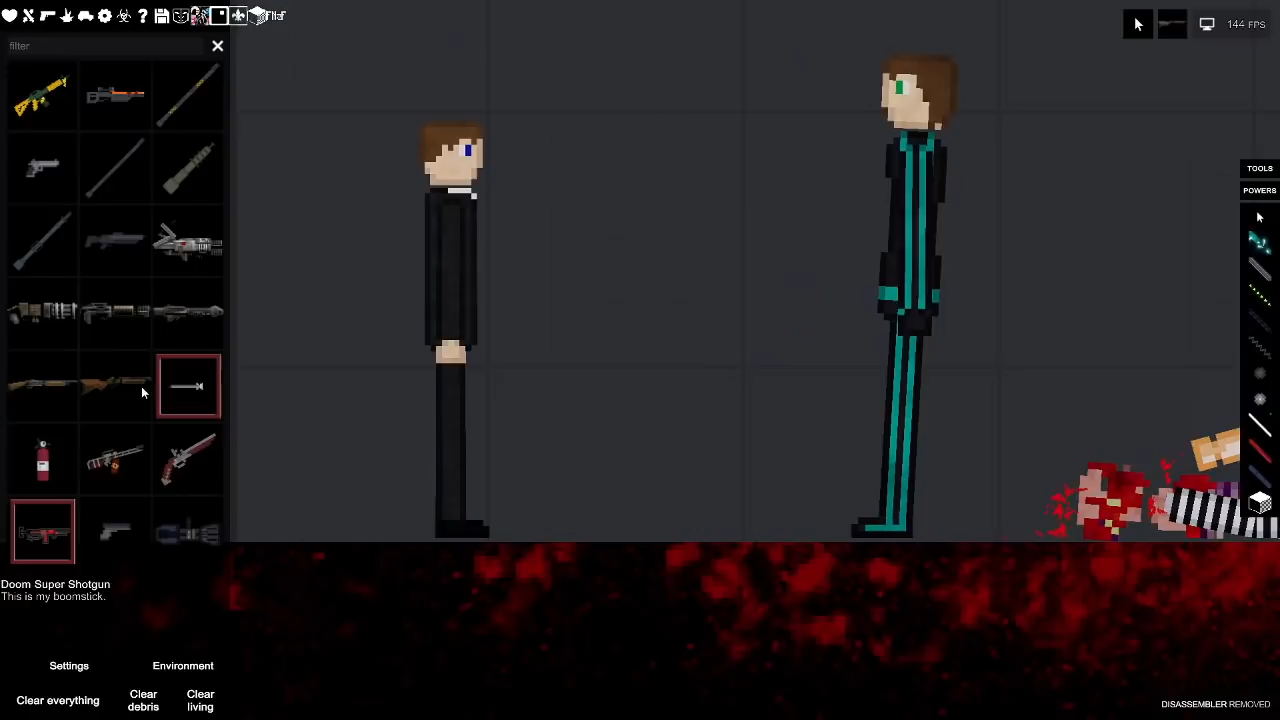 filter
144 FPS
TOOLS
POWERS
Doom Super Shotgun
This is my boomstick.
Settings
Environment
Clear everything
Clear
debris
Clear
living
DISASSEMBLER REMOVED